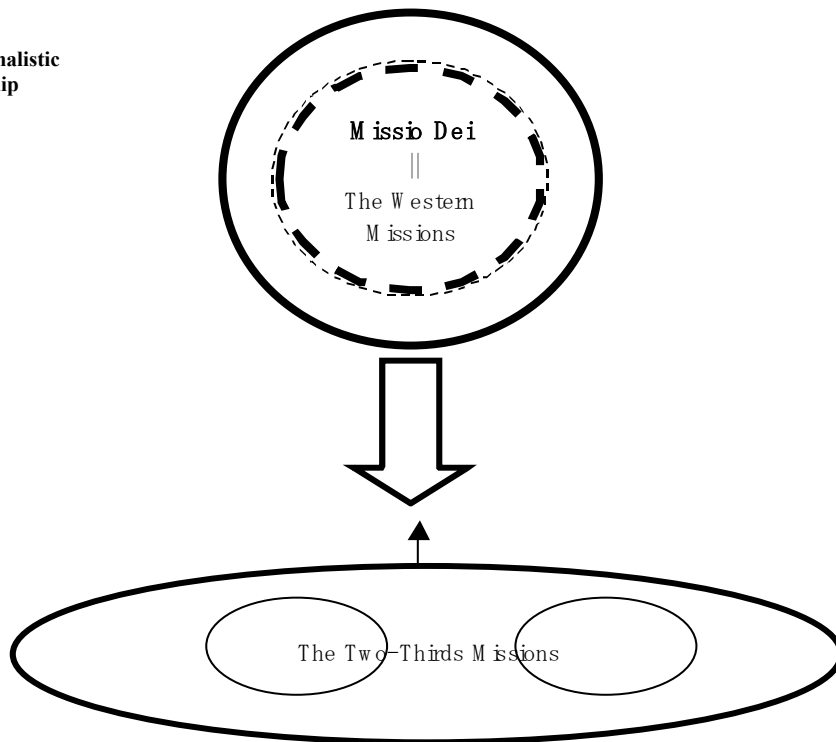 nalistic
ip
Missio Dei
||
The Western
Missions
The Two-Thirds Missions